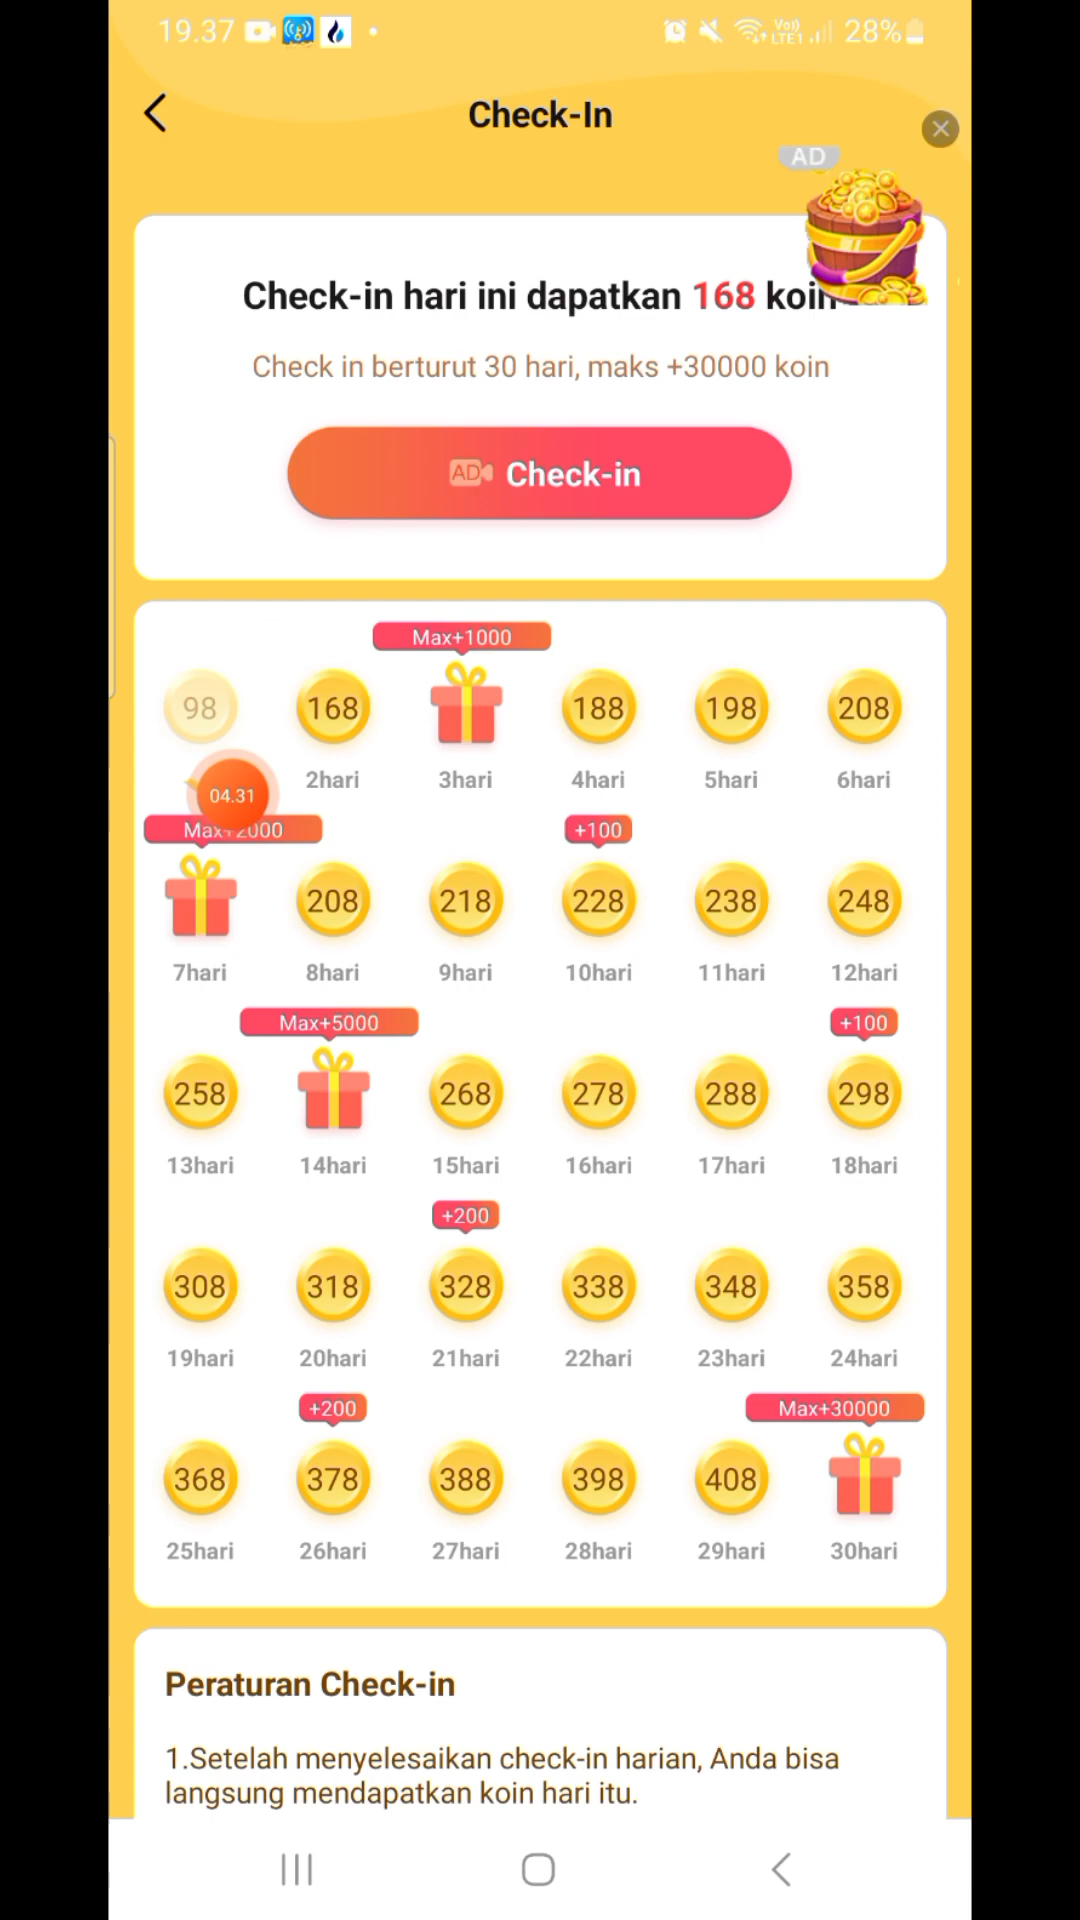 19.37
Vo))
LTE1
28%
Check-In
AD
Check-in hari ini dapatkan 168 koin
Check in berturut 30 hari, maks +30000 koin
AD Check-in
Max+1000
98 168 188 198 208
2hari 3hari 4hari 5hari 6hari
04.31
Max+2000 +100
208 218 228 238 248
7hari 8hari 9hari 10hari 11hari 12hari
Max+5000 +100
258 268 278 288 298
13hari 14hari 15hari 16hari 17hari 18hari
+200
308 318 328 338 348 358
19hari 20hari 21hari 22hari 23hari 24hari
+200 Max+30000
368 378 388 398 408
25hari 26hari 27hari 28hari 29hari 30hari
Peraturan Check-in
1.Setelah menyelesaikan check-in harian, Anda bisa
langsung mendapatkan koin hari itu.